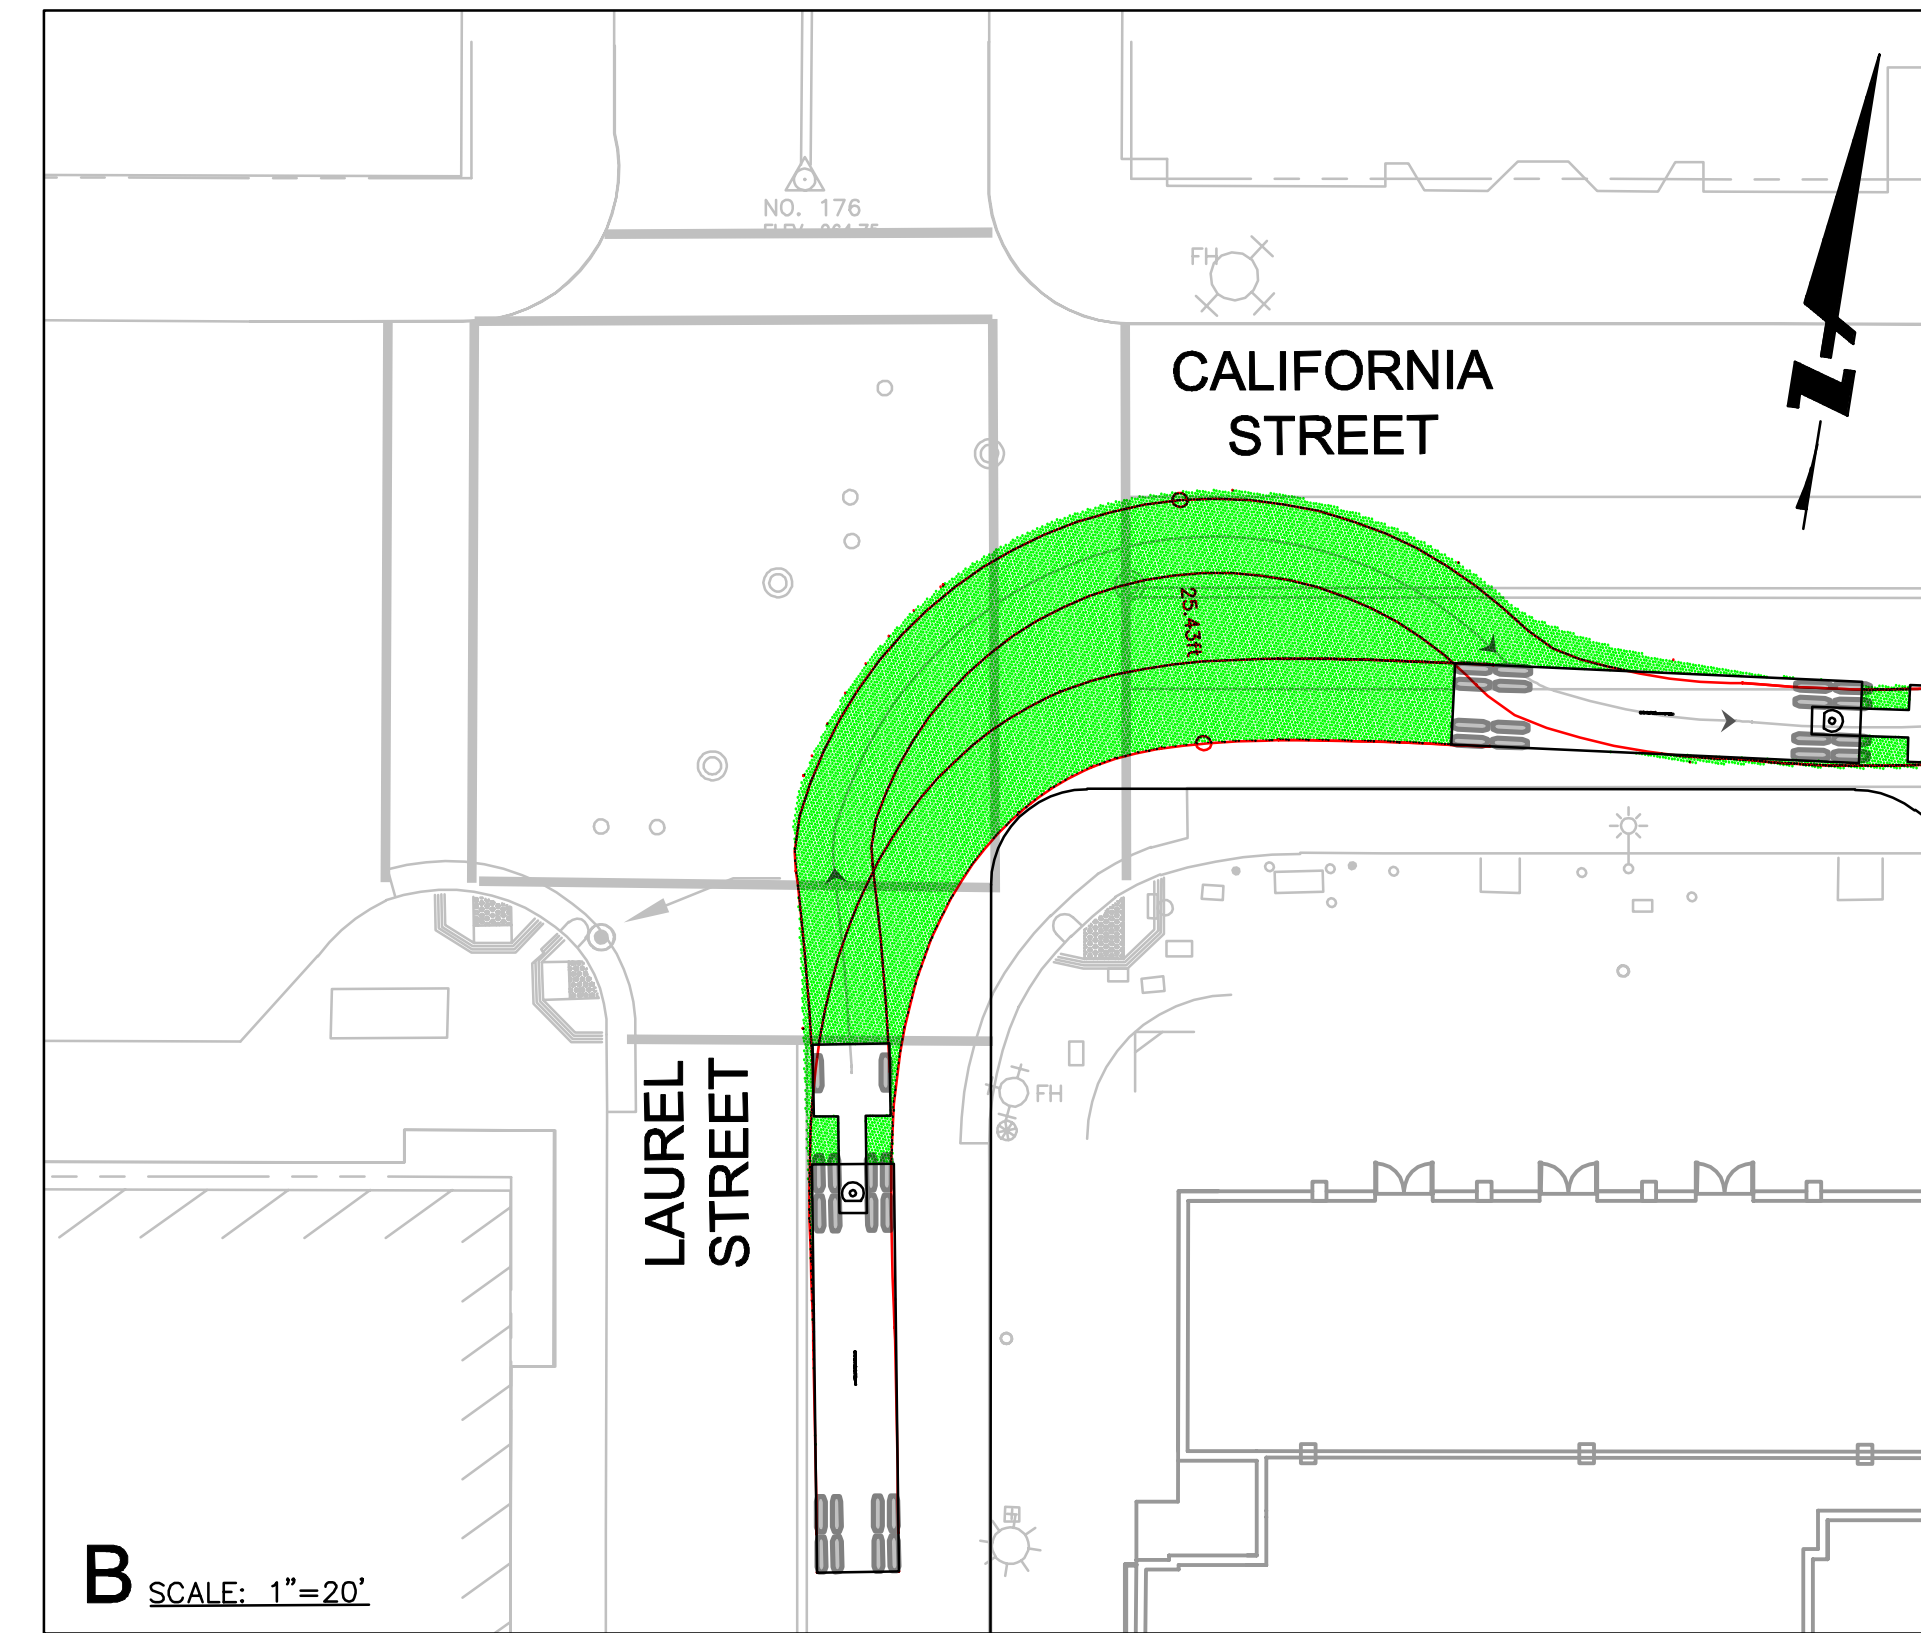 NO. 176
FH
CALIFORNIA
STREET
25.43ft
LAUREL
STREET
FH
N
B SCALE: 1"=20'